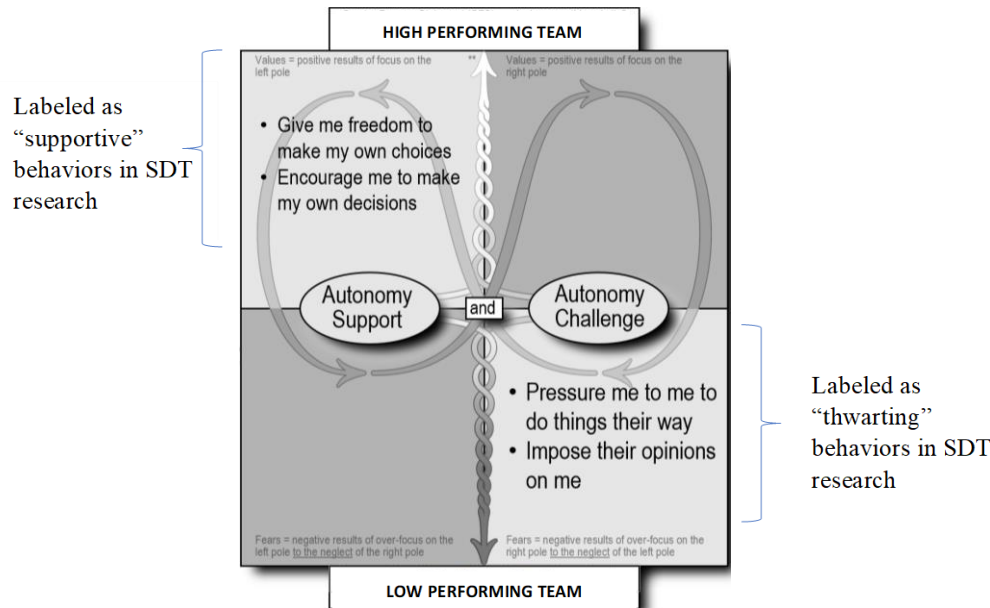 HIGH PERFORMING TEAM
Values = positive results of focus on the
left pole
Values = positive results of focus on the
right pole
Labeled as
“supportive”
behaviors in SDT
research
• Give me freedom to
make my own choices
• Encourage me to make
my own decisions
Autonomy
Support
and
Autonomy
Challenge
• Pressure me to me to
do things their way
• Impose their opinions
on me
Labeled as
“thwarting”
behaviors in SDT
research
Fears = negative results of over-focus on the
left pole to the neglect of the right pole
Fears = negative results of over-focus on the
right pole to the neglect of the left pole
LOW PERFORMING TEAM